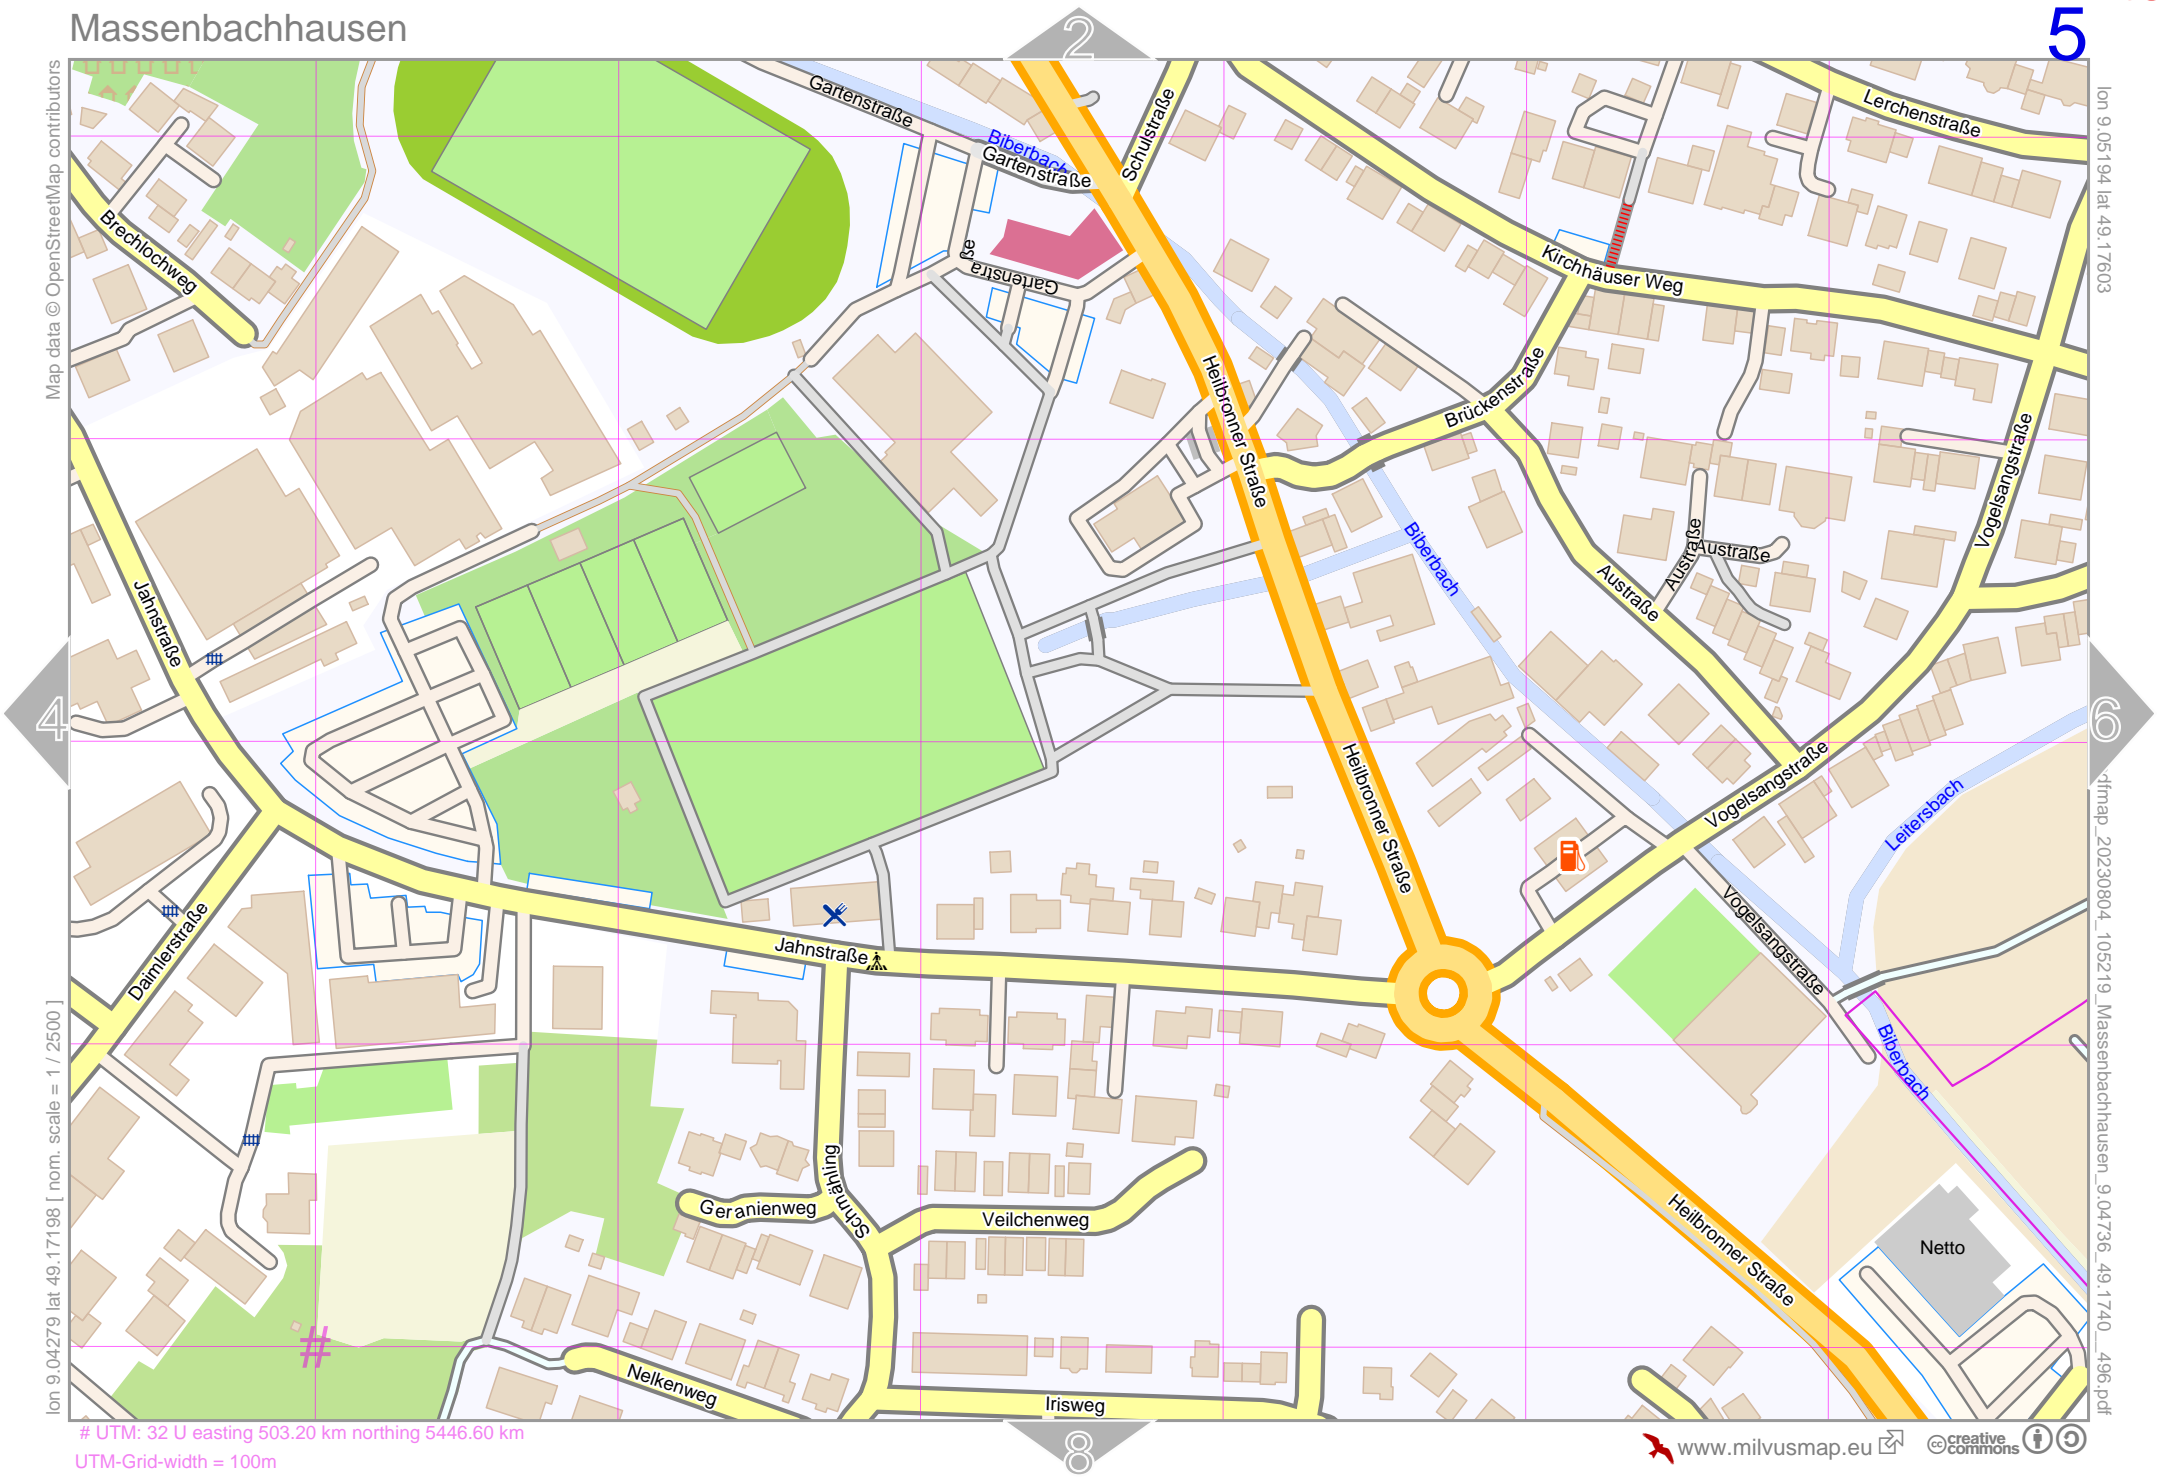 Massenbachhausen
2
5
Map data © OpenStreetMap contributors
lon 9.05194 lat 49.17603
Gartenstraße
Biberbach
Gartenstraße
Schulstraße
Lerchenstraße
Brechlochweg
Gartenstraße
Kirchhäuser Weg
Heilbronner Straße
Brückenstraße
Vogelsangstraße
Biberbach
Austraße
Austraße
Austraße
Jahnstraße
4
6
Heilbronner Straße
Vogelsangstraße
Leitersbach
Daimlerstraße
Jahnstraße
Vogelsangstraße
Biberbach
Schmähling
Geranienweg
Veilchenweg
Heilbronner Straße
Netto
#
Nelkenweg
Irisweg
lon 9.04279 lat 49.17198 [ nom. scale = 1 / 2500 ]
# UTM: 32 U easting 503.20 km northing 5446.60 km
UTM-Grid-width = 100m
8
www.milvusmap.eu
cc creative commons